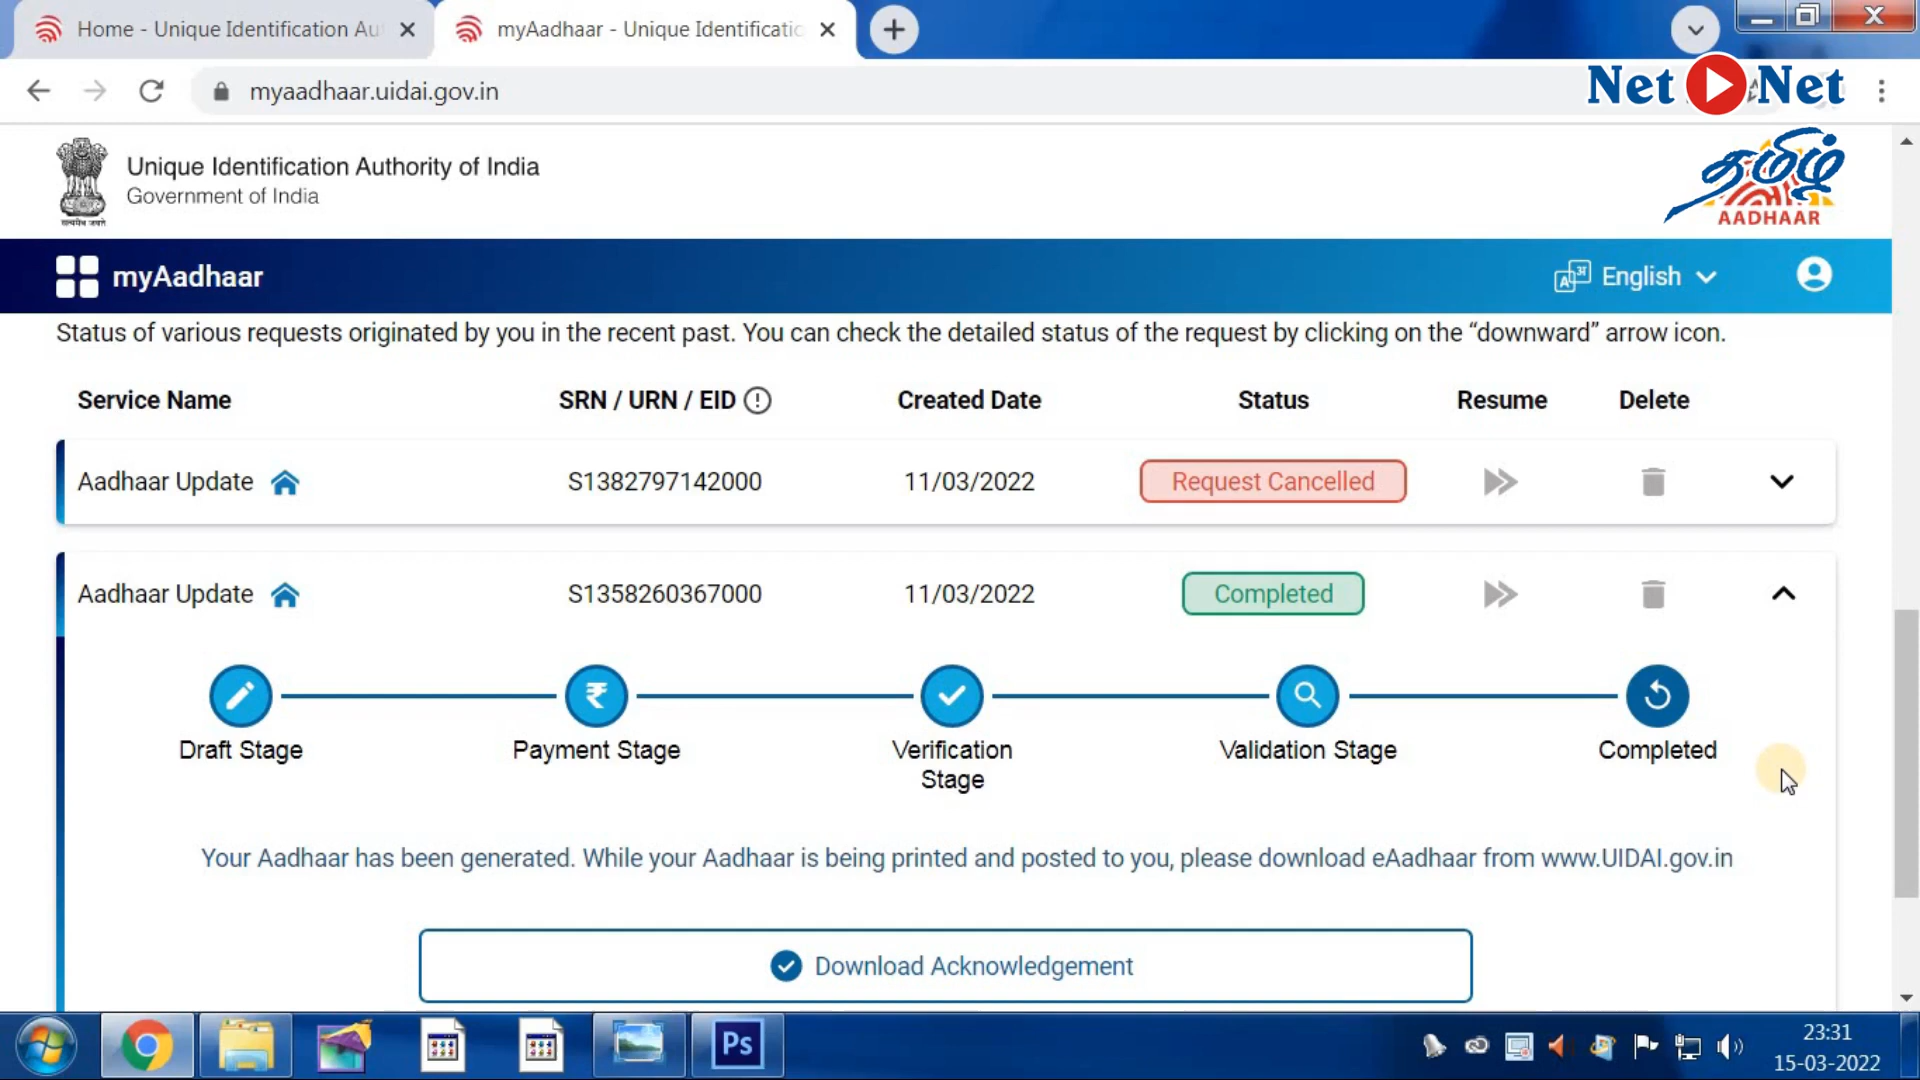 Home - Unique Identification Au
myAadhaar - Unique Identificatic
myaadhaar.uidai.gov.in
Net Net
Unique Identification Authority of India
Government of India
सत्यमेव जयते
தமிழ்
AADHAAR
myAadhaar
English
Status of various requests originated by you in the recent past. You can check the detailed status of the request by clicking on the “downward” arrow icon.
Service Name SRN / URN / EID Created Date Status Resume Delete
Aadhaar Update S1382797142000 11/03/2022 Request Cancelled
Aadhaar Update S1358260367000 11/03/2022 Completed
₹
Draft Stage Payment Stage Verification Stage Validation Stage Completed
Your Aadhaar has been generated. While your Aadhaar is being printed and posted to you, please download eAadhaar from www.UIDAI.gov.in
Download Acknowledgement
Ps
23:31
15-03-2022